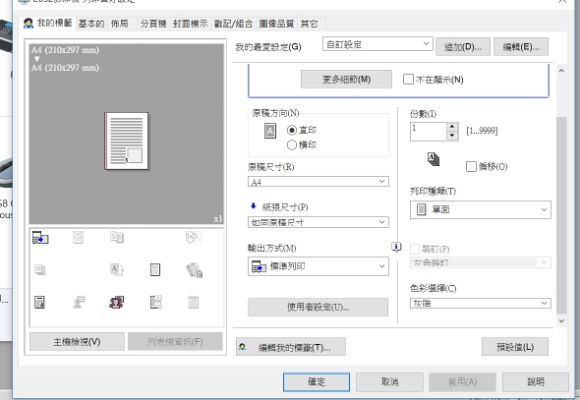 我的標籤 基本的 佈局 分頁機 封面模示 戳記/組合 圖像品質 其它
A4 (210x297 mm)
A4 (210x297 mm)
x1
主機檢視(V)
列表機資訊(F)
我的最愛設定(G)
自訂設定
追加(D)...
編輯(E)...
更多細節(M)
不在顯示(N)
原稿方向(N)
直印
橫印
原稿尺寸(R)
A4
紙張尺寸(P)
如同原稿尺寸
輸出方式(M)
標準列印
使用者設定(U)...
份數(I)
1
[1...9999]
偏移(O)
列印種類(T)
單面
裝訂(P)
左邊裝訂
色彩選擇(C)
灰階
編輯我的標籤(T)...
預設值(L)
確定
取消
套用(A)
說明